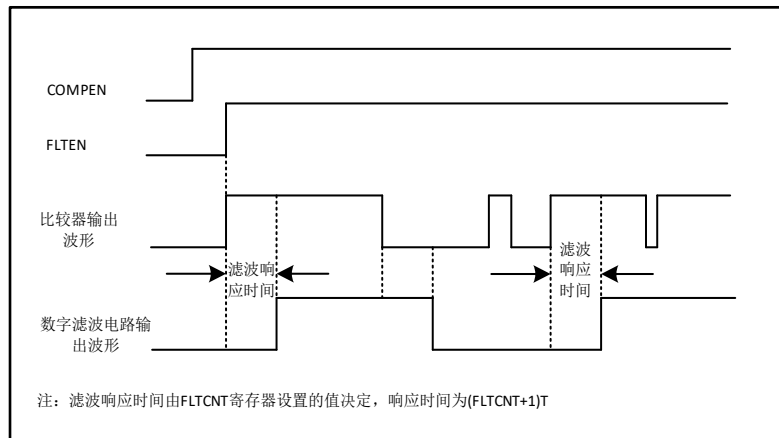 COMPEN
FLTEN
比较器输出
波形
滤波响
应时间
滤波
响应
时间
数字滤波电路输
出波形
注：滤波响应时间由FLTCNT寄存器设置的值决定，响应时间为(FLTCNT+1)T